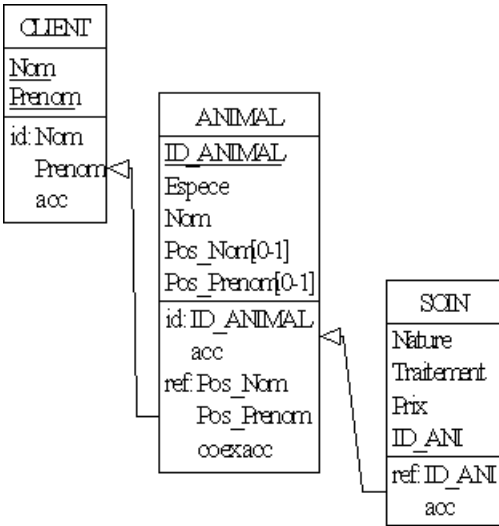 CLIENT
Nom
Prenom
id: Nom
Prenom
acc
ANIMAL
ID_ANIMAL
Espece
Nom
Pos_Nom[0-1]
Pos_Prenom[0-1]
id: ID_ANIMAL
acc
ref: Pos_Nom
Pos_Prenom
coexacc
SOIN
Nature
Traitement
Prix
ID_ANI
ref: ID_ANI
acc